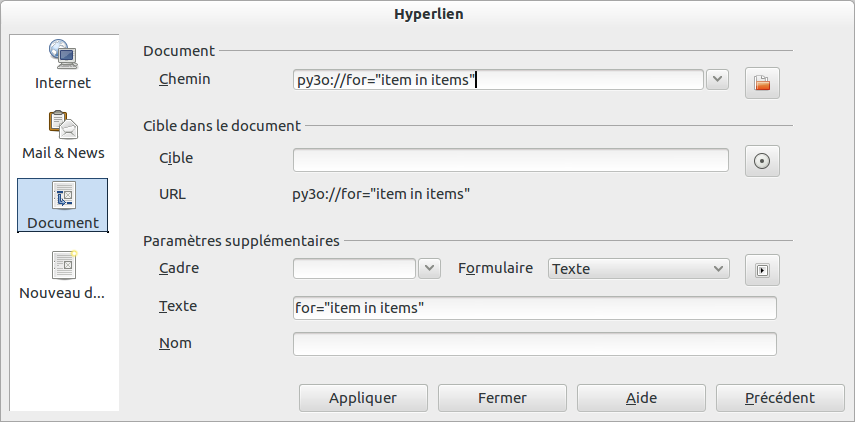 Hyperlien
Internet
Mail & News
Document
Nouveau d...
Document
Chemin py3o://for="item in items"
Cible dans le document
Cible
URL py3o://for="item in items"
Paramètres supplémentaires
Cadre Formulaire Texte
Texte for="item in items"
Nom
Appliquer Fermer Aide Précédent